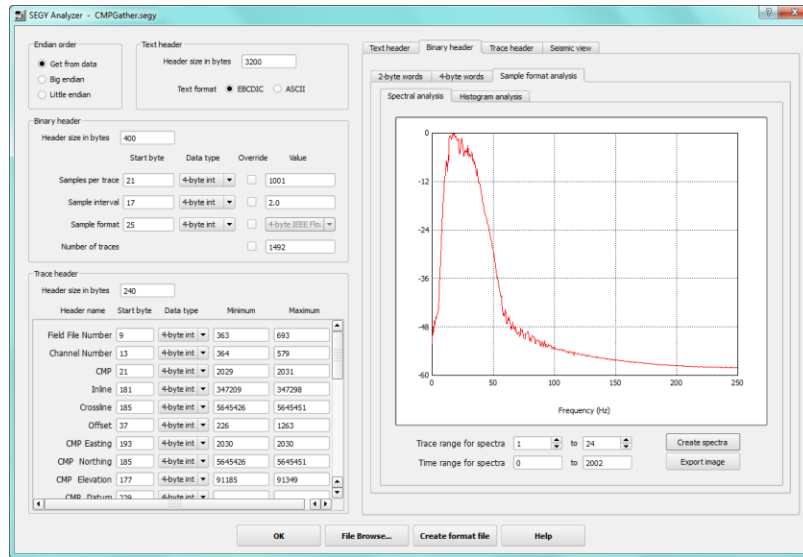 SEGY Analyzer - CMPGather.segy
Endian order
Get from data
Big endian
Little endian
Text header
Header size in bytes 3200
Text format EBCDIC ASCII
Binary header
Header size in bytes 400
Start byte Data type Override Value
Samples per trace 21 4-byte int 1001
Sample interval 17 4-byte int 2.0
Sample format 25 4-byte int 4-byte IEEE Floa
Number of traces 1492
Trace header
Header size in bytes 240
Header name Start byte Data type Minimum Maximum
Field File Number 9 4-byte int 363 693
Channel Number 13 4-byte int 364 579
CMP 21 4-byte int 2029 2031
Inline 181 4-byte int 347209 347298
Crossline 185 4-byte int 5645426 5645451
Offset 37 4-byte int 226 1263
CMP Easting 193 4-byte int 2030 2030
CMP Northing 185 4-byte int 5645426 5645451
CMP Elevation 177 4-byte int 91185 91349
CMP Datum 229 4-byte int
Text header Binary header Trace header Seismic view
2-byte words 4-byte words Sample format analysis
Spectral analysis Histogram analysis
0
-12
-24
-36
-48
-60
0 50 100 150 200 250
Frequency (Hz)
Trace range for spectra 1 to 24 Create spectra
Time range for spectra 0 to 2002 Export image
OK File Browse... Create format file Help